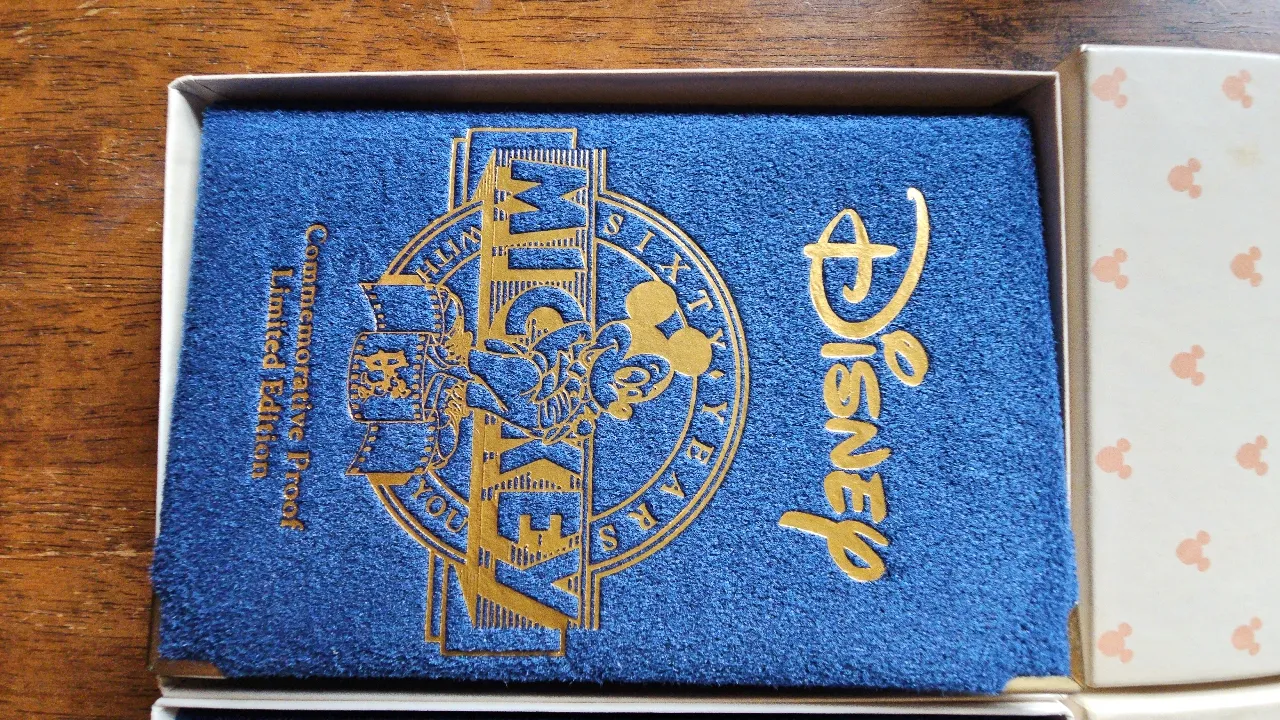 Disney
SIXTY YEARS
MICKEY
WITH YOU
Commemorative Proof
Limited Edition